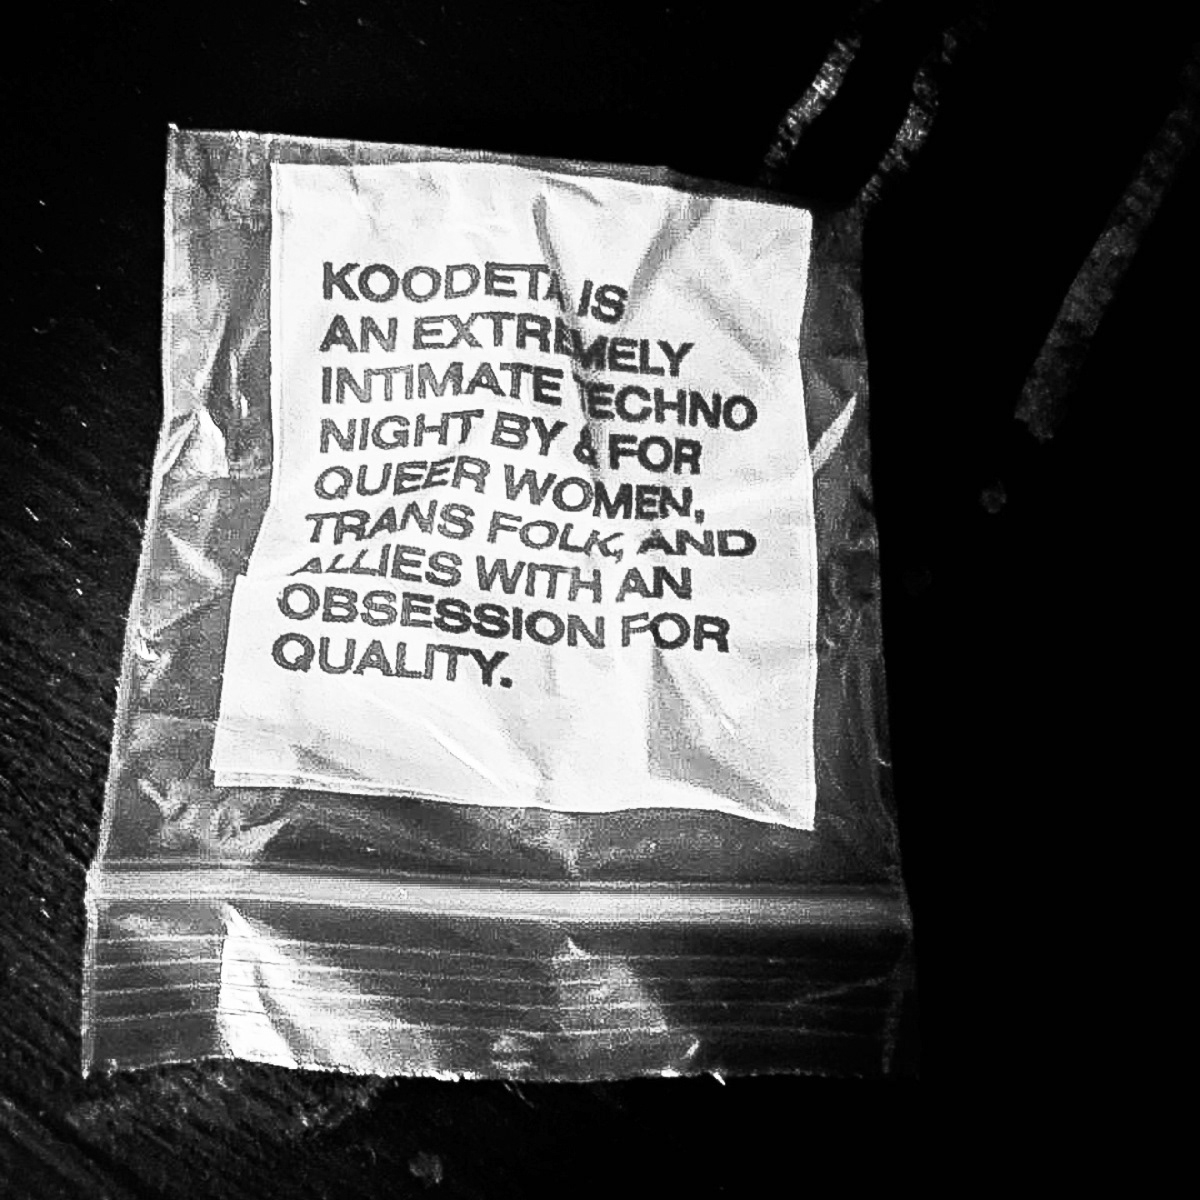 KOODETA IS
AN EXTREMELY
INTIMATE TECHNO
NIGHT BY & FOR
QUEER WOMEN,
TRANS FOLK, AND
ALLIES WITH AN
OBSESSION FOR
QUALITY.